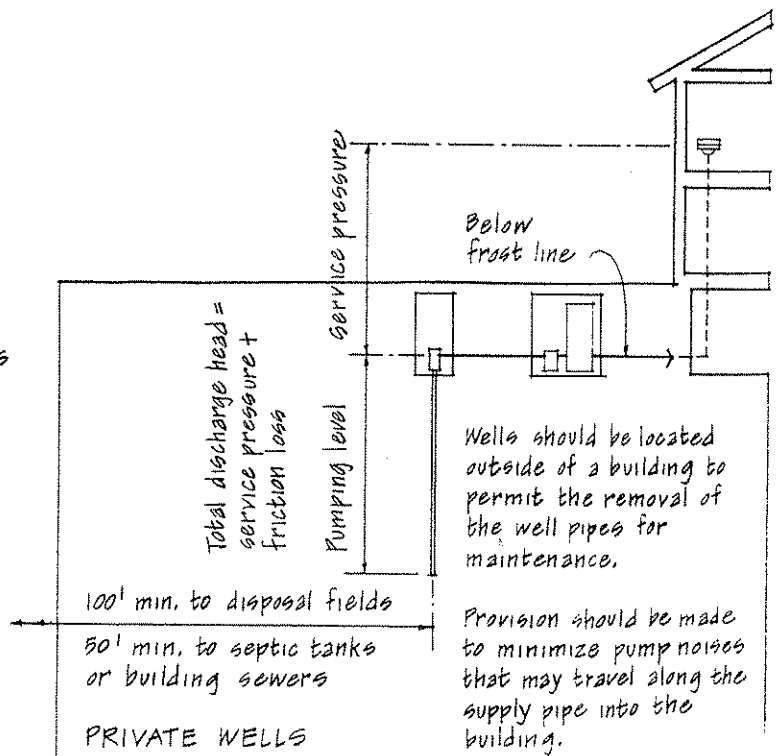 Service pressure
Below
frost line
s
Total discharge head =
service pressure +
friction loss
Pumping level
Wells should be located
outside of a building to
permit the removal of
the well pipes for
maintenance.
100' min. to disposal fields
50' min. to septic tanks
or building sewers
Provision should be made
to minimize pump noises
that may travel along the
supply pipe into the
building.
PRIVATE WELLS